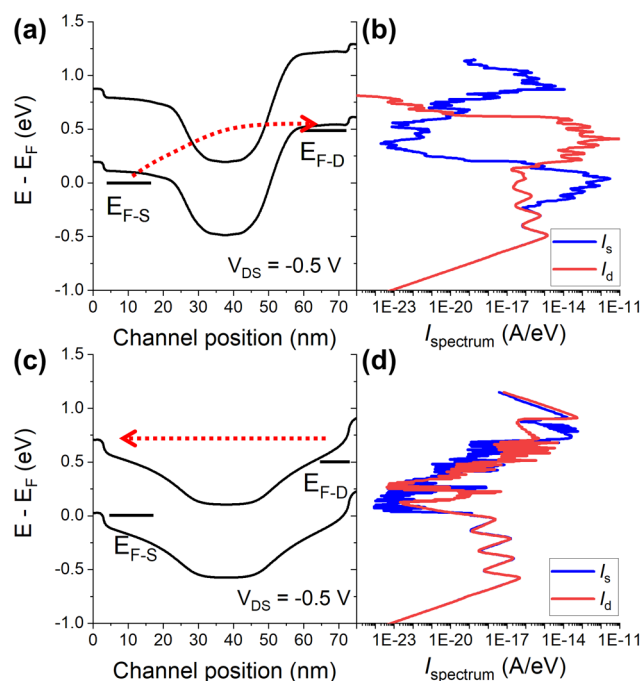 (a)
(b)
1.5
1.0
0.5
0.0
-0.5
-1.0
E - E_F (eV)
E_F-S
E_F-D
V_DS = -0.5 V
0 10 20 30 40 50 60 70
Channel position (nm)
I_s
I_d
1E-23 1E-20 1E-17 1E-14 1E-11
I_spectrum (A/eV)
(c)
(d)
1.5
1.0
0.5
0.0
-0.5
-1.0
E - E_F (eV)
E_F-S
E_F-D
V_DS = -0.5 V
0 10 20 30 40 50 60 70
Channel position (nm)
I_s
I_d
1E-23 1E-20 1E-17 1E-14 1E-11
I_spectrum (A/eV)